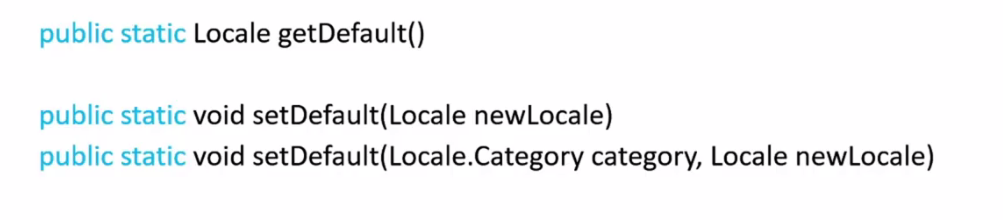 public static Locale getDefault()
public static void setDefault(Locale newLocale)
public static void setDefault(Locale.Category category, Locale newLocale)